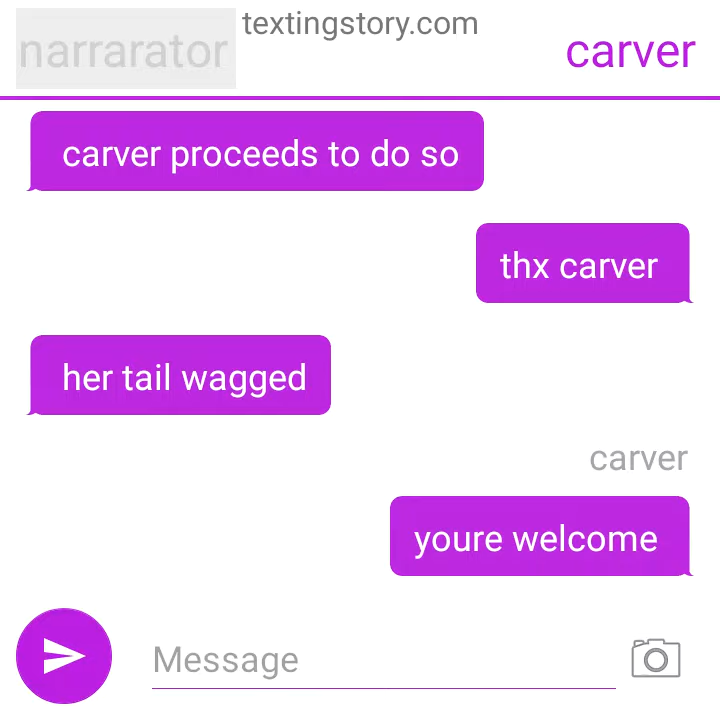 textingstory.com
narrarator
carver
carver proceeds to do so
thx carver
her tail wagged
carver
youre welcome
Message